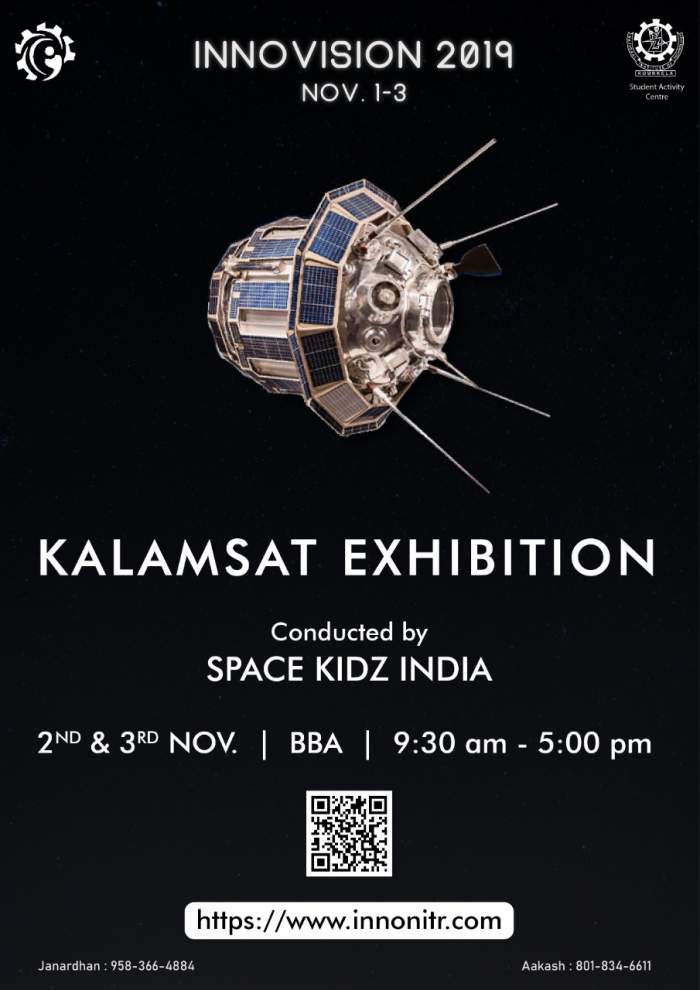 INNOVISION 2019
NOV. 1-3
ROURKELA
Student Activity
Centre
KALAMSAT EXHIBITION
Conducted by
SPACE KIDZ INDIA
2ND & 3RD NOV. | BBA | 9:30 am - 5:00 pm
https://www.innonitr.com
Janardhan : 958-366-4884
Aakash : 801-834-6611